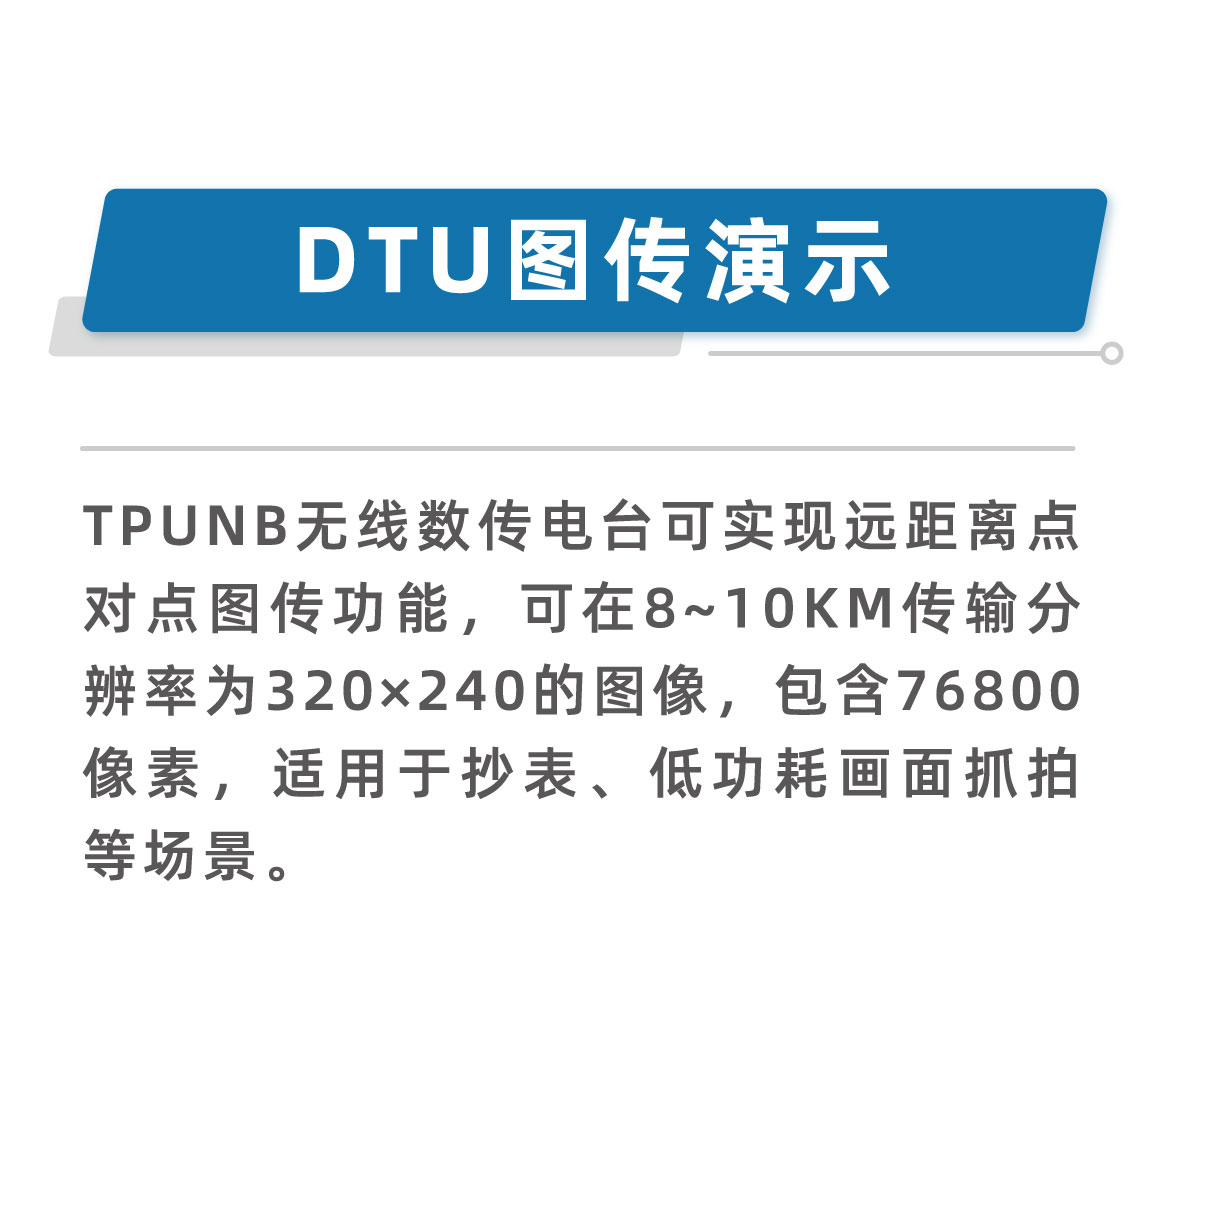 DTU图传演示
TPUNB无线数传电台可实现远距离点
对点图传功能，可在8~10KM传输分
辨率为320×240的图像，包含76800
像素，适用于抄表、低功耗画面抓拍
等场景。